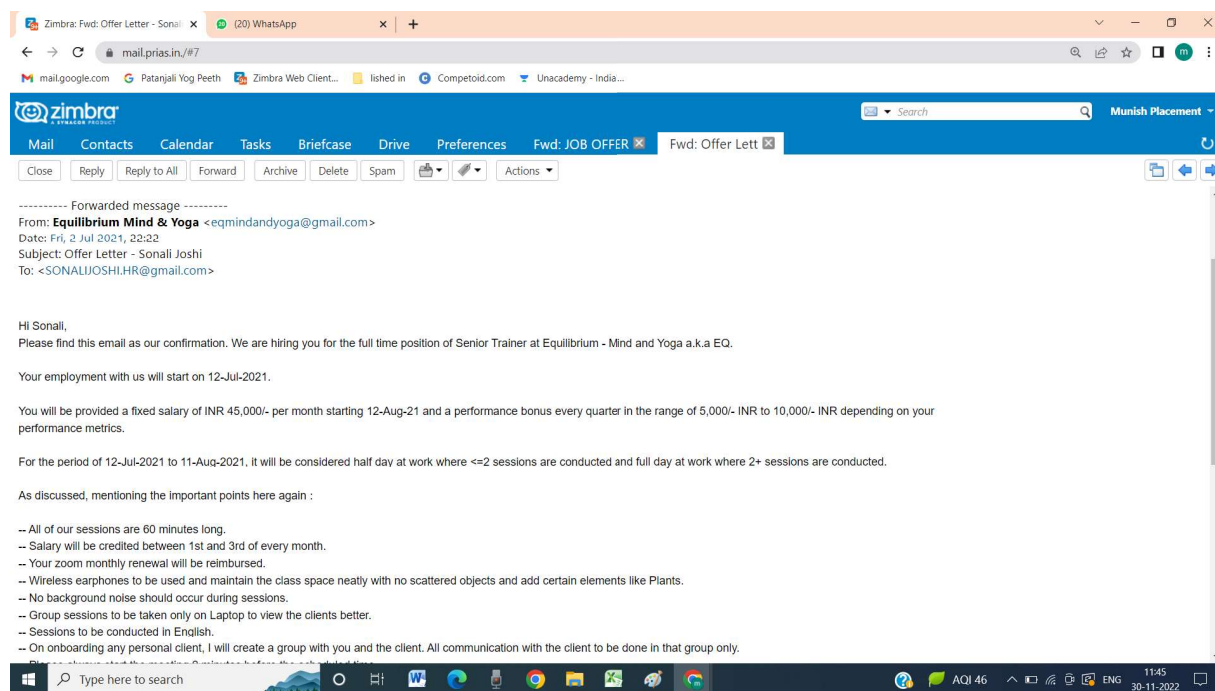 Zimbra: Fwd: Offer Letter - Sonal
(20) WhatsApp
mail.prias.in./#7
mail.google.com Patanjali Yog Peeth Zimbra Web Client... lished in Competoid.com Unacademy - India...
zimbra
A SYNACOR PRODUCT
Search
Munish Placement
Mail Contacts Calendar Tasks Briefcase Drive Preferences Fwd: JOB OFFER Fwd: Offer Lett
Close Reply Reply to All Forward Archive Delete Spam Actions
---------- Forwarded message ---------
From: Equilibrium Mind & Yoga <eqmindandyoga@gmail.com>
Date: Fri, 2 Jul 2021, 22:22
Subject: Offer Letter - Sonali Joshi
To: <SONALIJOSHI.HR@gmail.com>
Hi Sonali,
Please find this email as our confirmation. We are hiring you for the full time position of Senior Trainer at Equilibrium - Mind and Yoga a.k.a EQ.
Your employment with us will start on 12-Jul-2021.
You will be provided a fixed salary of INR 45,000/- per month starting 12-Aug-21 and a performance bonus every quarter in the range of 5,000/- INR to 10,000/- INR depending on your
performance metrics.
For the period of 12-Jul-2021 to 11-Aug-2021, it will be considered half day at work where <=2 sessions are conducted and full day at work where 2+ sessions are conducted.
As discussed, mentioning the important points here again :
-- All of our sessions are 60 minutes long.
-- Salary will be credited between 1st and 3rd of every month.
-- Your zoom monthly renewal will be reimbursed.
-- Wireless earphones to be used and maintain the class space neatly with no scattered objects and add certain elements like Plants.
-- No background noise should occur during sessions.
-- Group sessions to be taken only on Laptop to view the clients better.
-- Sessions to be conducted in English.
-- On onboarding any personal client, I will create a group with you and the client. All communication with the client to be done in that group only.
Type here to search
AQI 46
ENG
11:45
30-11-2022